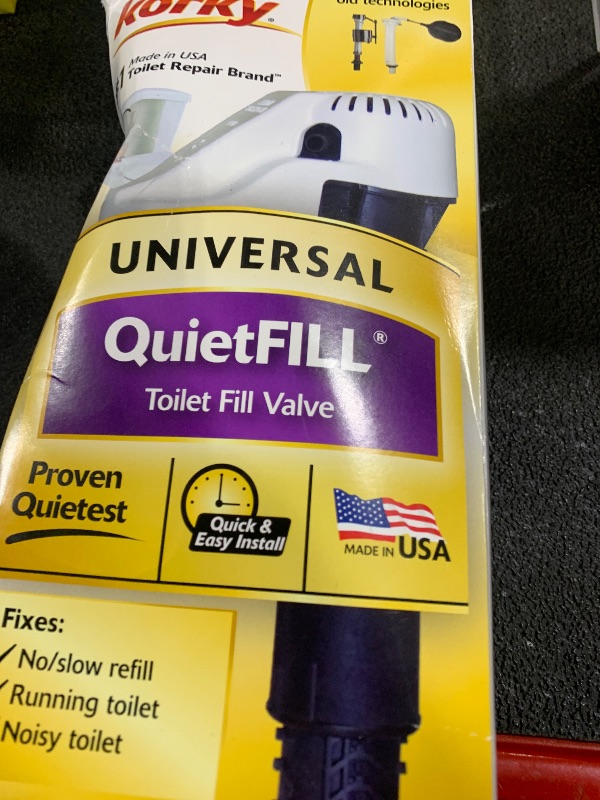 Korky®
old technologies
Made in USA
#1 Toilet Repair Brand™
UNIVERSAL
QuietFILL®
Toilet Fill Valve
Proven
Quietest
Quick &
Easy Install
MADE IN USA
Fixes:
✓No/slow refill
✓Running toilet
Noisy toilet